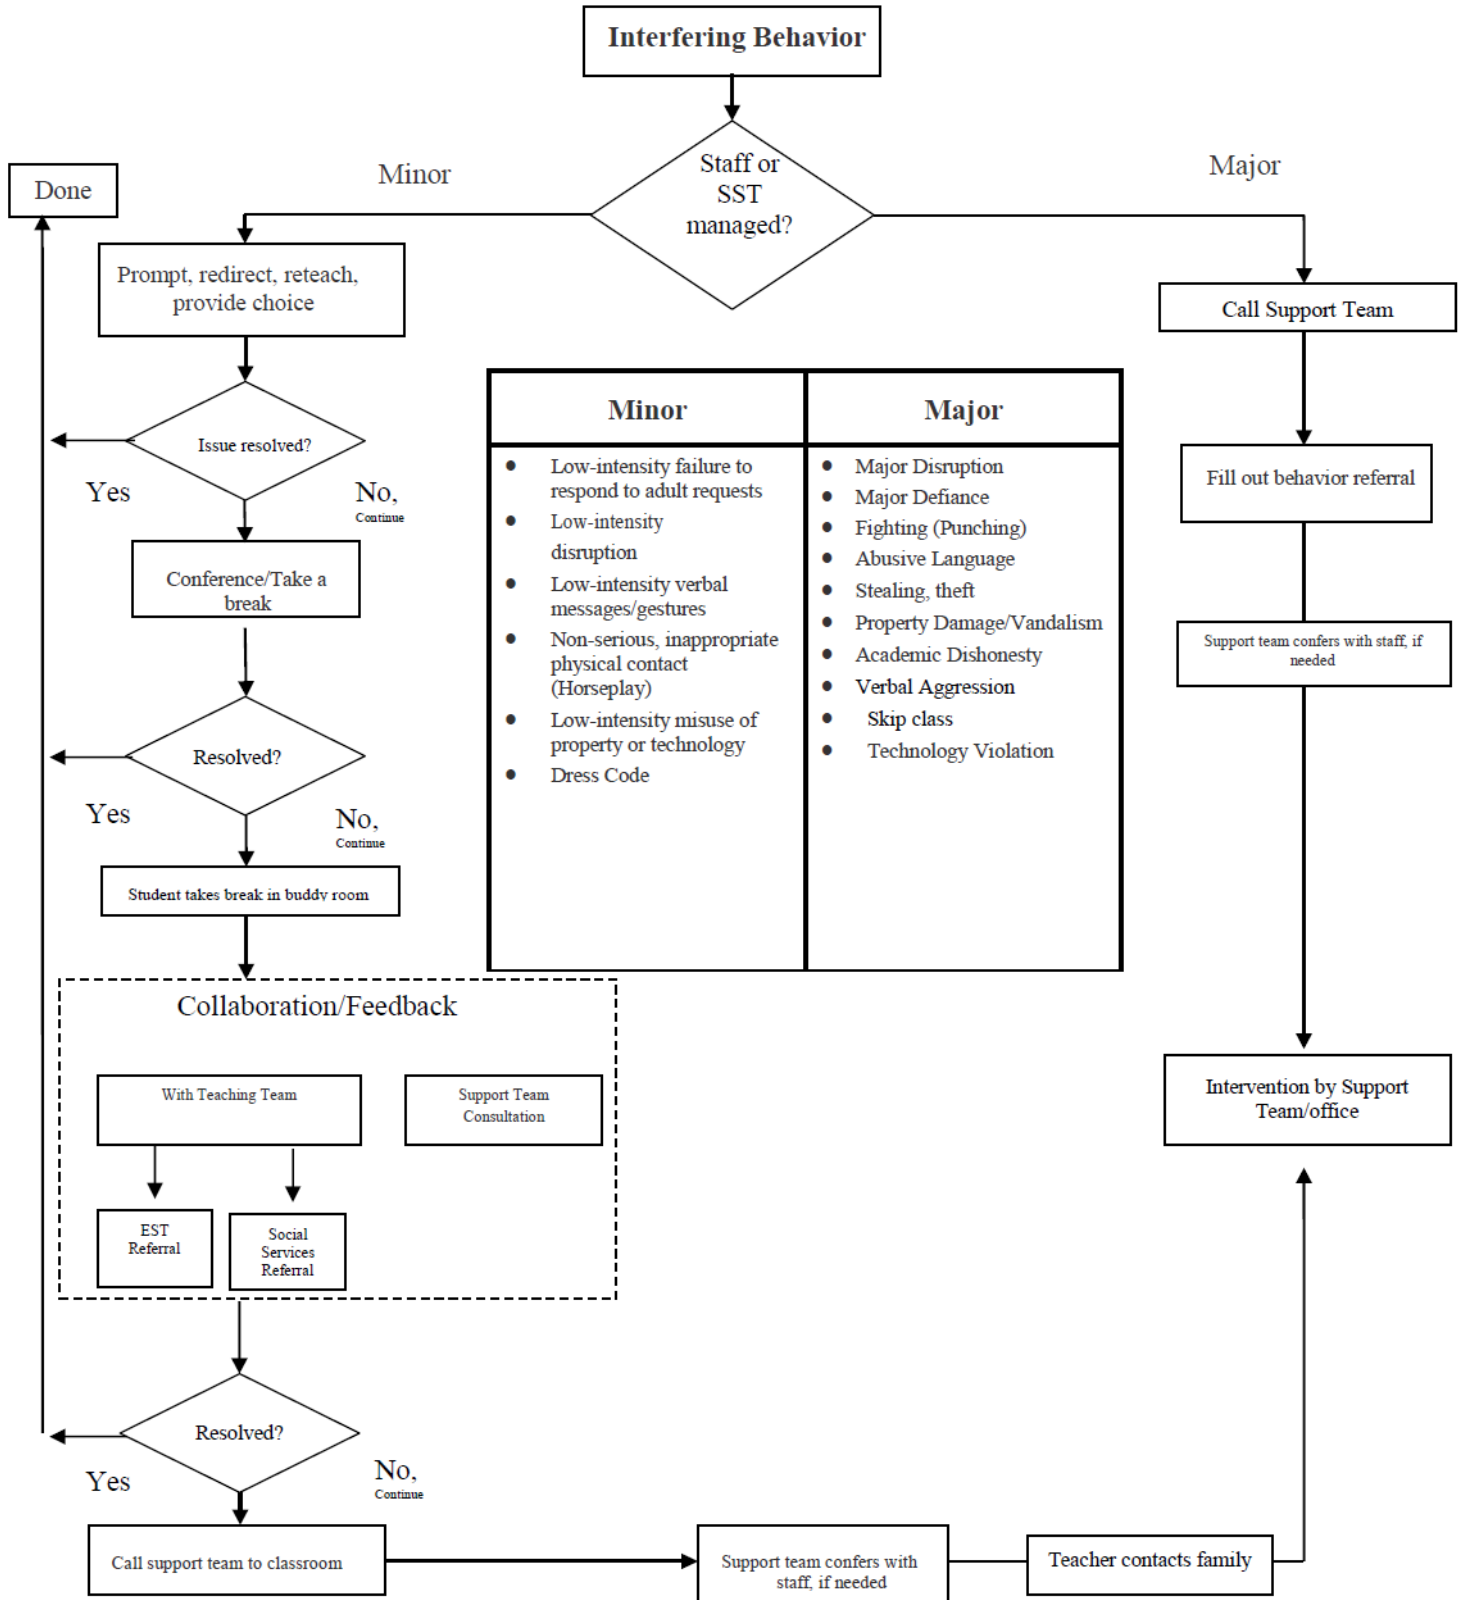 Interfering Behavior
Staff or
SST
managed?
Minor
Major
Done
Prompt, redirect, reteach,
provide choice
Call Support Team
Issue resolved?
Yes
No,
Continue
Fill out behavior referral
Conference/Take a
break
Support team confers with staff, if
needed
Resolved?
Yes
No,
Continue
Student takes break in buddy room
Minor
Low-intensity failure to
respond to adult requests
Low-intensity
disruption
Low-intensity verbal
messages/gestures
Non-serious, inappropriate
physical contact
(Horseplay)
Low-intensity misuse of
property or technology
Dress Code
Major
Major Disruption
Major Defiance
Fighting (Punching)
Abusive Language
Stealing, theft
Property Damage/Vandalism
Academic Dishonesty
Verbal Aggression
Skip class
Technology Violation
Collaboration/Feedback
With Teaching Team
Support Team
Consultation
EST
Referral
Social
Services
Referral
Intervention by Support
Team/office
Resolved?
Yes
No,
Continue
Call support team to classroom
Support team confers with
staff, if needed
Teacher contacts family